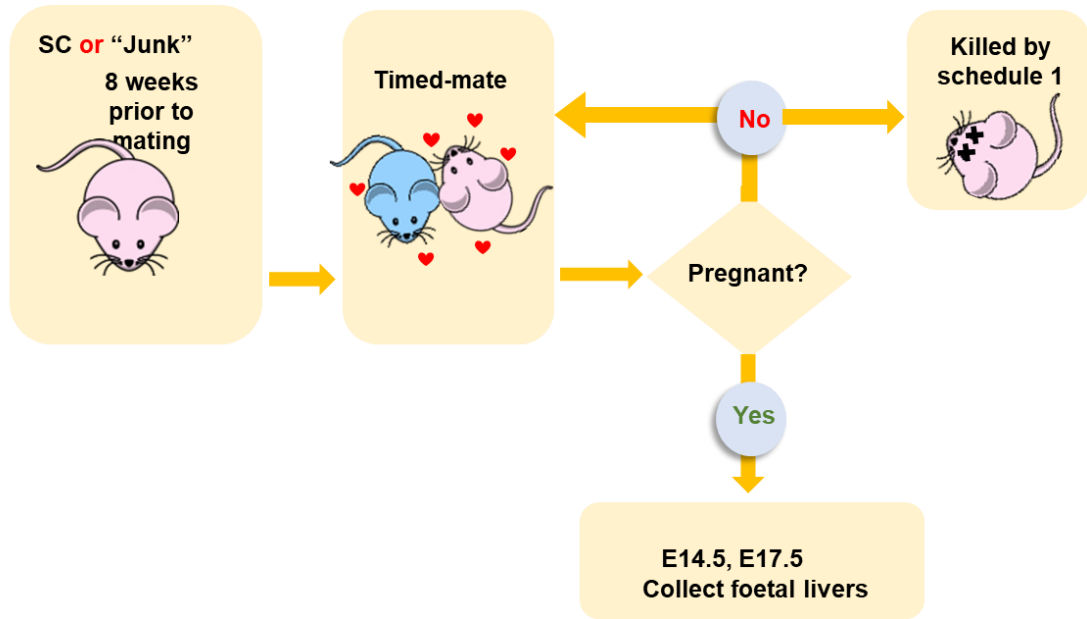 SC or “Junk”
8 weeks
prior to
mating
Timed-mate
Killed by
schedule 1
No
Pregnant?
Yes
E14.5, E17.5
Collect foetal livers